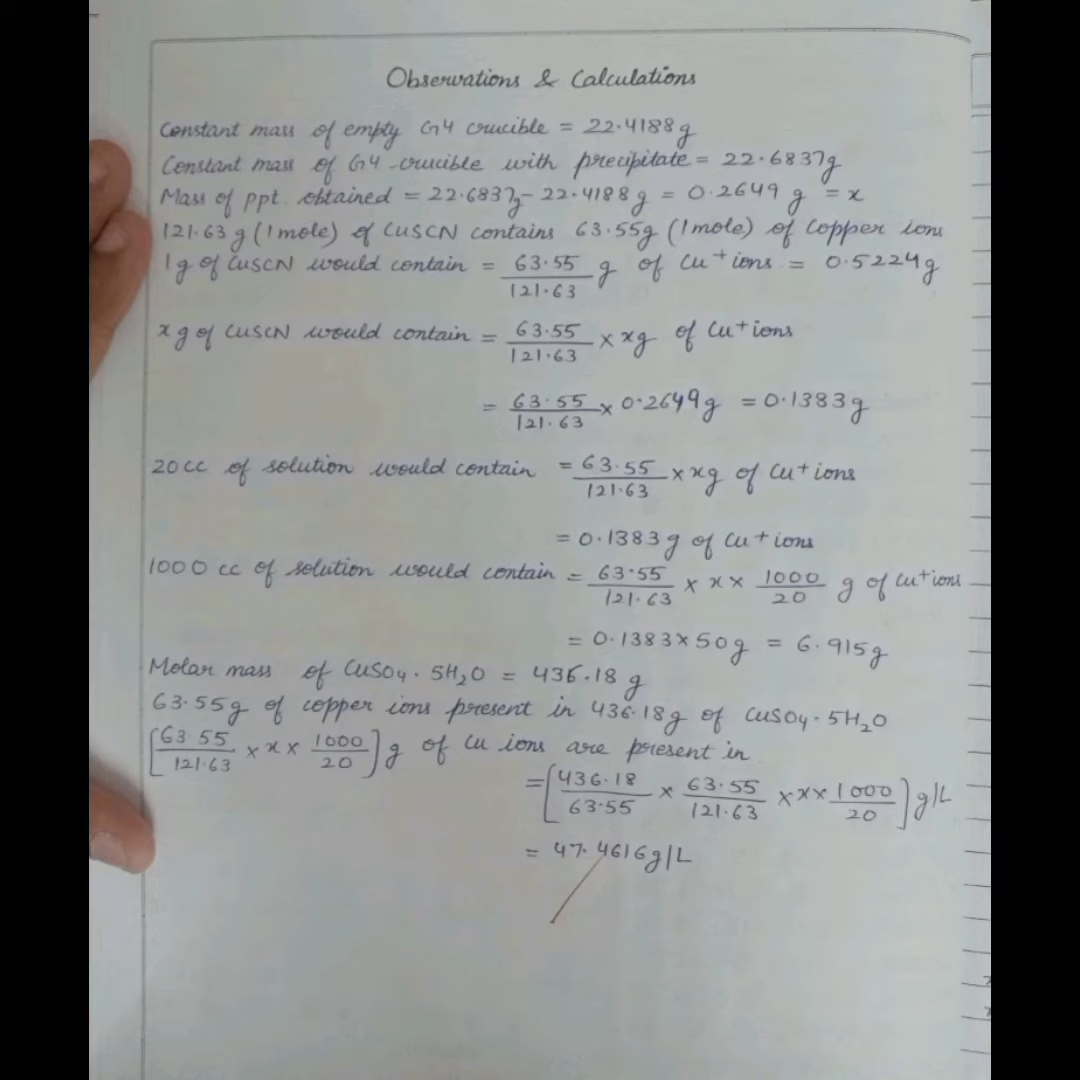 Observations & Calculations
Constant mass of empty G4 crucible = 22.4188g
Constant mass of G4 crucible with precipitate = 22.6837g
Mass of ppt. obtained = 22.6837g - 22.4188 g = 0.2649 g = x
121.63 g (1 mole) of CuSCN contains 63.55g (1 mole) of copper ions
1g of CuSCN would contain = 63.55/121.63 g of Cu+ ions = 0.5224g
x g of CuSCN would contain = 63.55/121.63 × xg of Cu+ ions
= 63.55/121.63 × 0.2649g = 0.1383g
20cc of solution would contain = 63.55/121.63 × xg of Cu+ ions
= 0.1383g of Cu+ ions
1000 cc of solution would contain = 63.55/121.63 × x × 1000/20 g of Cu+ ions
= 0.1383×50g = 6.915g
Molar mass of CuSO4.5H2O = 436.18 g
63.55g of copper ions present in 436.18g of CuSO4.5H2O
[63.55/121.63 × x × 1000/20] g of Cu ions are present in
= [436.18/63.55 × 63.55/121.63 × x × 1000/20] g/L
= 47.4616g/L